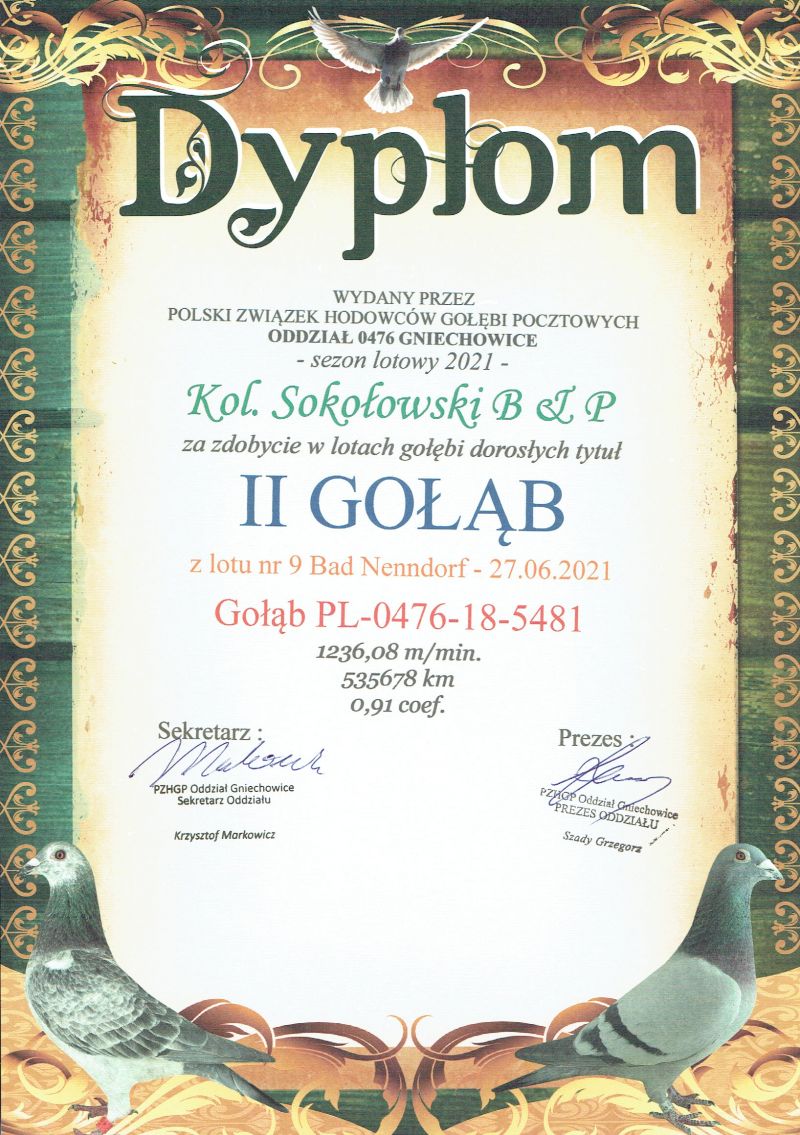 Dyplom
WYDANY PRZEZ
POLSKI ZWIĄZEK HODOWCÓW GOŁĘBI POCZTOWYCH
ODDZIAŁ 0476 GNIECHOWICE
- sezon lotowy 2021 -
Kol. Sokołowski B & P
za zdobycie w lotach gołębi dorosłych tytuł
II GOŁĄB
z lotu nr 9 Bad Nenndorf - 27.06.2021
Gołąb PL-0476-18-5481
1236,08 m/min.
535678 km
0,91 coef.
Sekretarz :
PZHGP Oddział Gniechowice
Sekretarz Oddziału
Krzysztof Markowicz
Prezes :
PZHGP Oddział Gniechowice
PREZES ODDZIAŁU
Szady Grzegorz